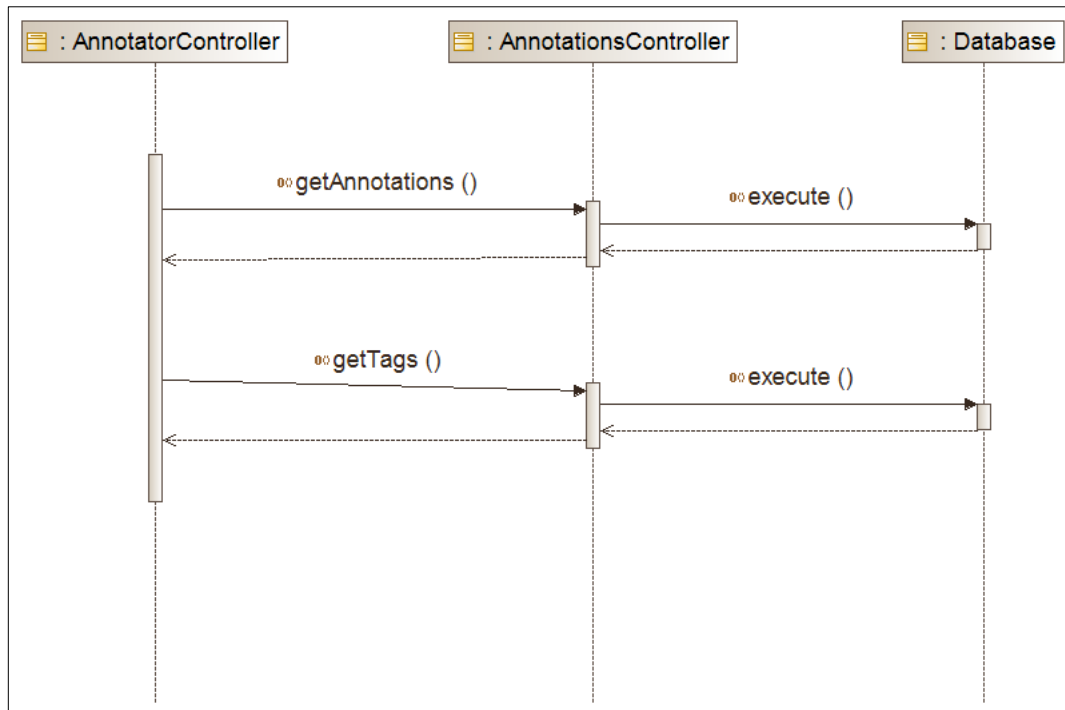 : AnnotatorController
: AnnotationsController
: Database
getAnnotations ()
execute ()
getTags ()
execute ()